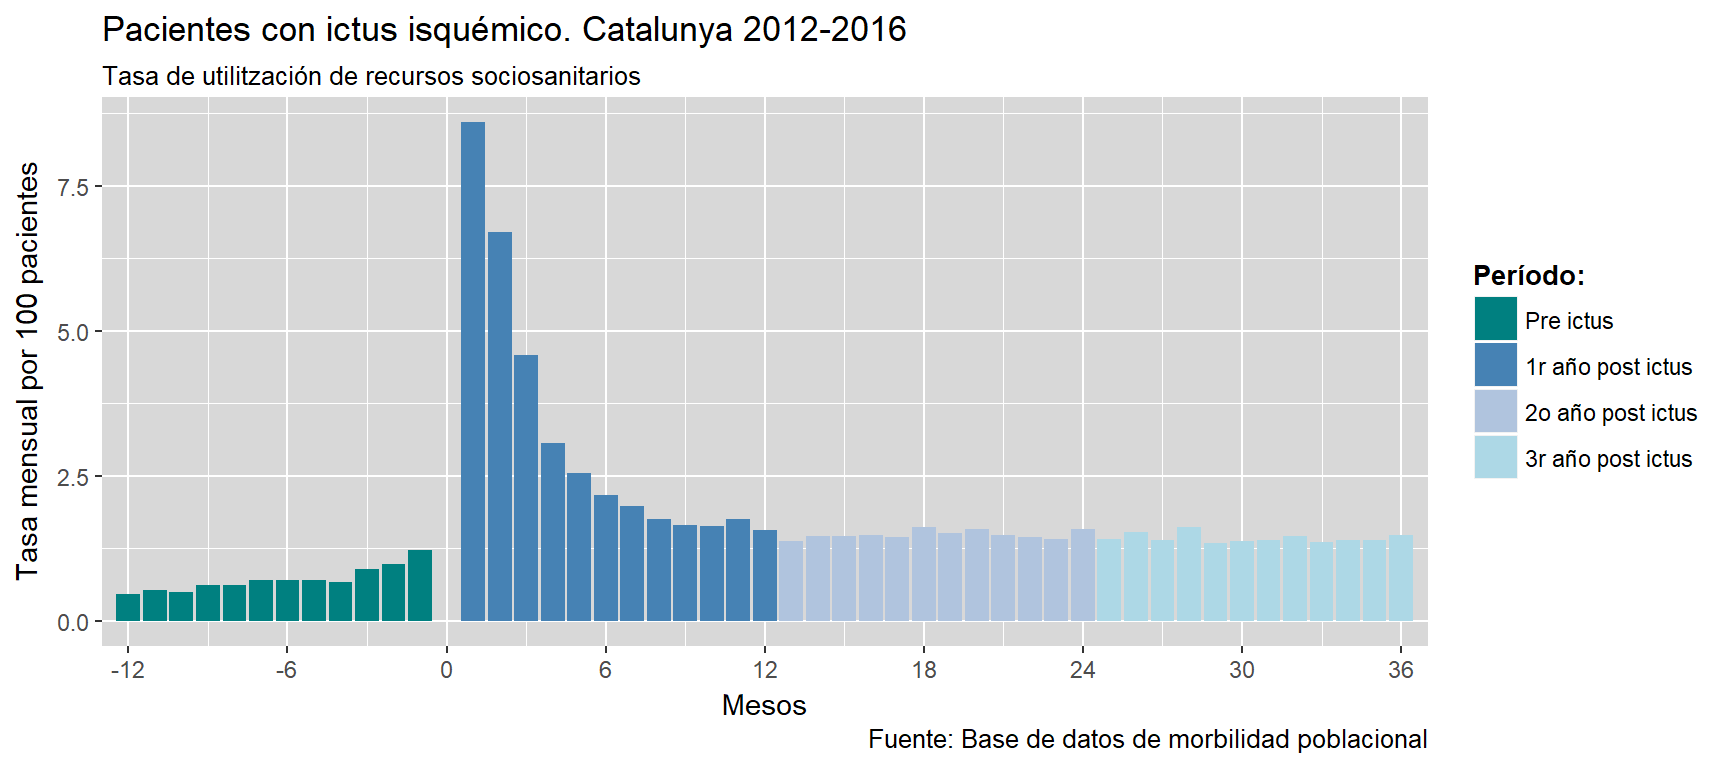 Pacientes con ictus isquémico. Catalunya 2012-2016
Tasa de utilitzación de recursos sociosanitarios
Tasa mensual por 100 pacientes
7.5
5.0
2.5
0.0
-12 -6 0 6 12 18 24 30 36
Mesos
Período:
Pre ictus
1r año post ictus
2o año post ictus
3r año post ictus
Fuente: Base de datos de morbilidad poblacional